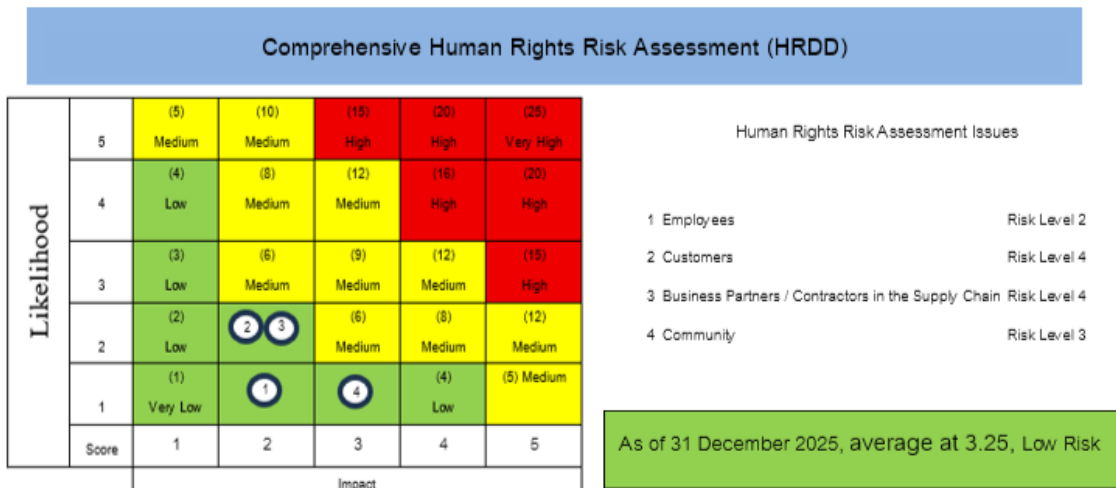 Comprehensive Human Rights Risk Assessment (HRDD)
Likelihood
5
(5)
Medium
(10)
Medium
(15)
High
(20)
High
(25)
Very High
4
(4)
Low
(8)
Medium
(12)
Medium
(16)
High
(20)
High
3
(3)
Low
(6)
Medium
(9)
Medium
(12)
Medium
(15)
High
2
(2)
Low
2 3
(6)
Medium
(8)
Medium
(12)
Medium
1
(1)
Very Low
1
4
(4)
Low
(5) Medium
Score 1 2 3 4 5
Impact
Human Rights Risk Assessment Issues
1 Employees Risk Level 2
2 Customers Risk Level 4
3 Business Partners / Contractors in the Supply Chain Risk Level 4
4 Community Risk Level 3
As of 31 December 2025, average at 3.25, Low Risk